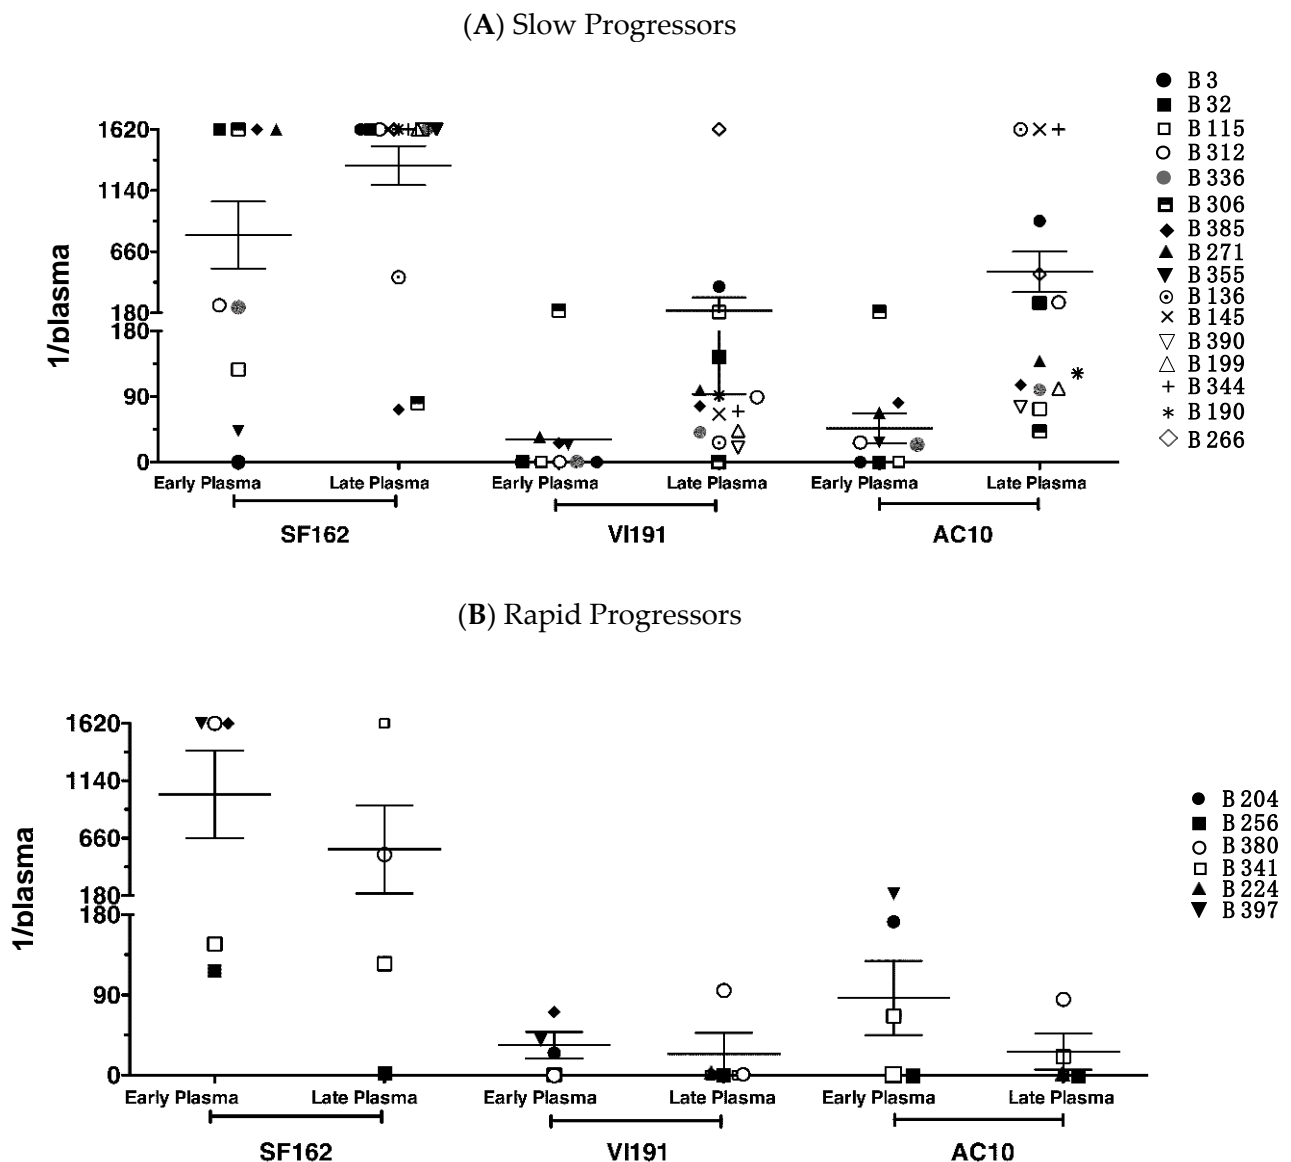 (A) Slow Progressors
B 3
B 32
B 115
B 312
B 336
B 306
B 385
B 271
B 355
B 136
B 145
B 390
B 199
B 344
B 190
B 266
1/plasma
1620
1140
660
180
180
90
0
Early Plasma Late Plasma Early Plasma Late Plasma Early Plasma Late Plasma
SF162 VI191 AC10
(B) Rapid Progressors
B 204
B 256
B 380
B 341
B 224
B 397
1/plasma
1620
1140
660
180
180
90
0
Early Plasma Late Plasma Early Plasma Late Plasma Early Plasma Late Plasma
SF162 VI191 AC10